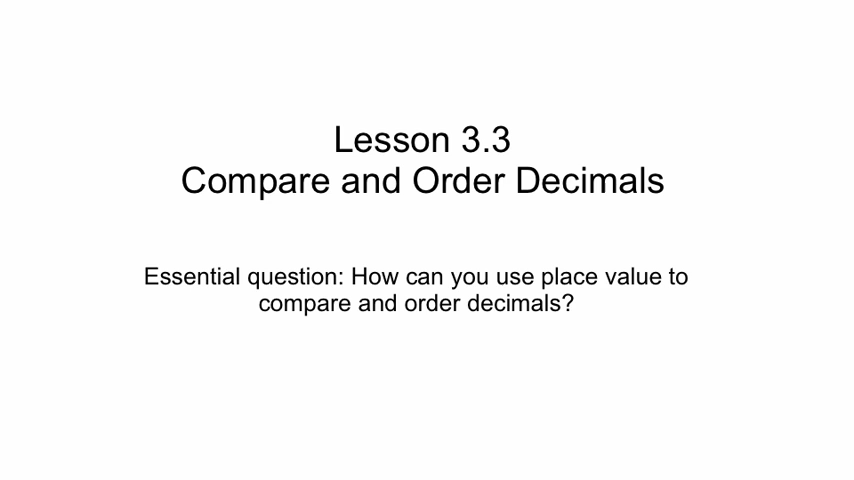 Lesson 3.3
Compare and Order Decimals
Essential question: How can you use place value to
compare and order decimals?